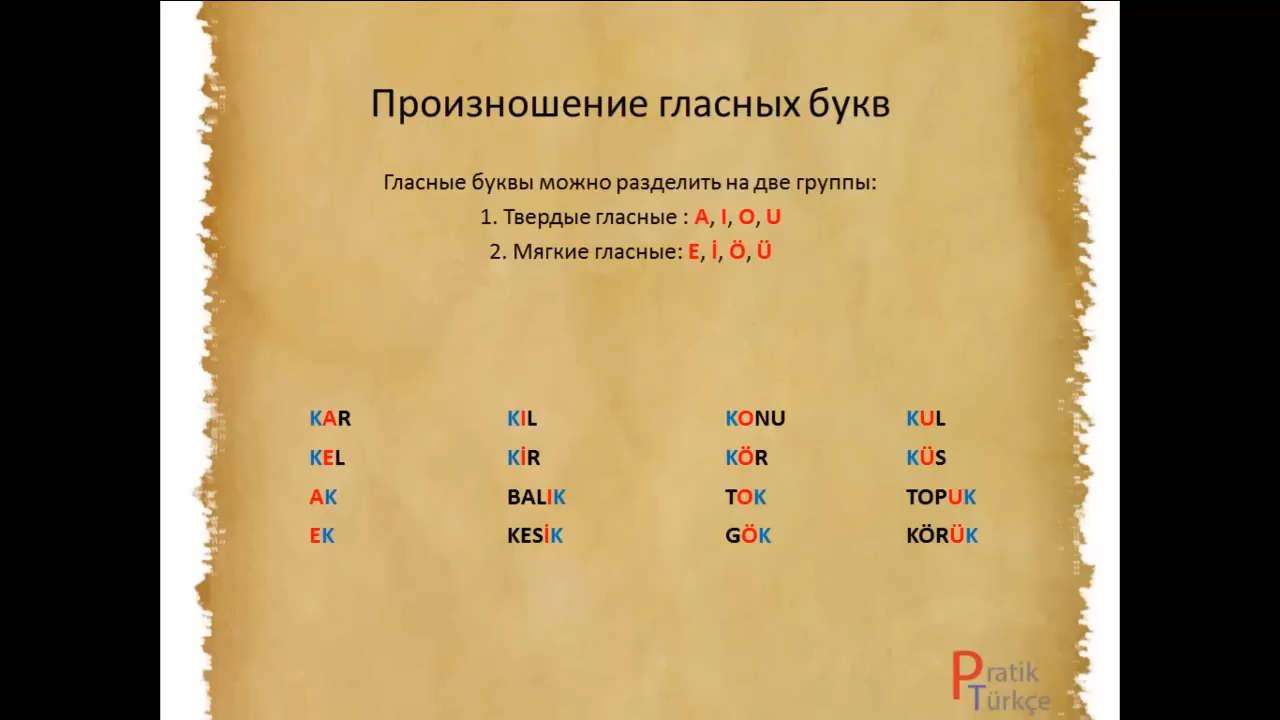 Произношение гласных букв
Гласные буквы можно разделить на две группы:
1. Твердые гласные : A, I, O, U
2. Мягкие гласные: E, İ, Ö, Ü
KAR KIL KONU KUL
KEL KİR KÖR KÜS
AK BALIK TOK TOPUK
EK KESİK GÖK KÖRÜK
Pratik
Türkçe